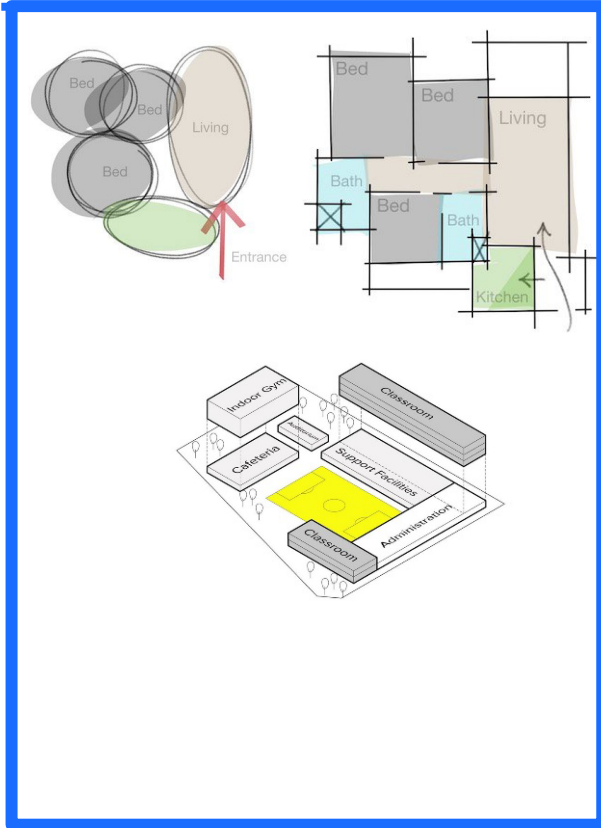 Bed
Bed
Living
Bed
Entrance
Bed
Bed
Living
Bath
Bed
Bath
Kitchen
Indoor Gym
Classroom
Auditorium
Cafeteria
Support Facilities
Administration
Classroom